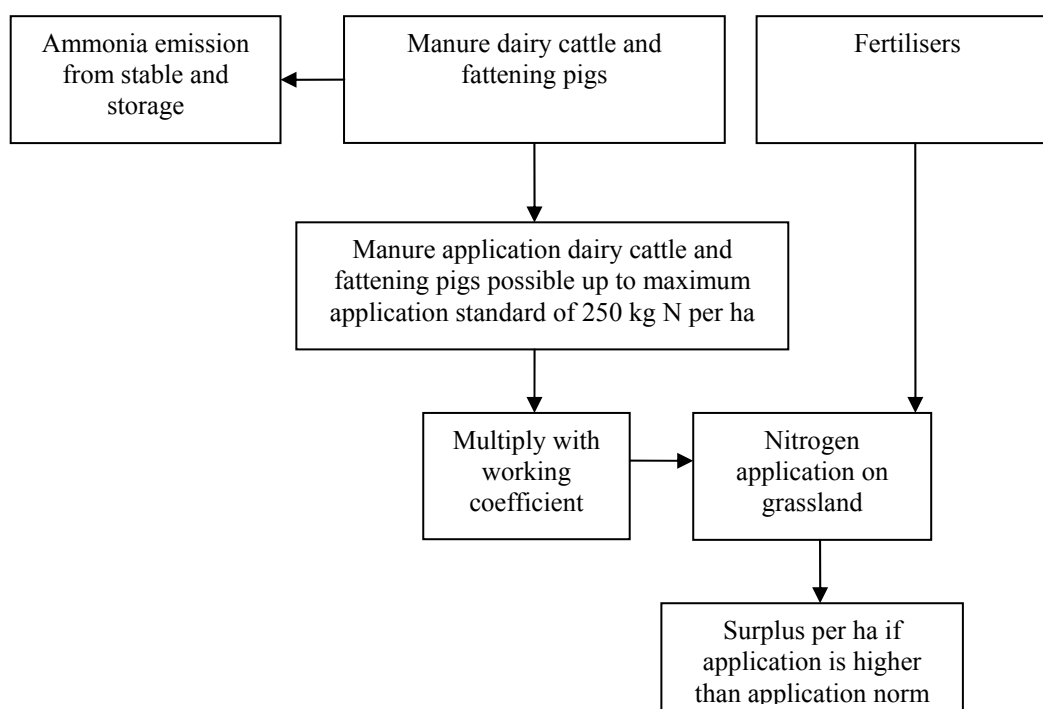 Ammonia emission
from stable and
storage
Manure dairy cattle and
fattening pigs
Fertilisers
Manure application dairy cattle and
fattening pigs possible up to maximum
application standard of 250 kg N per ha
Multiply with
working
coefficient
Nitrogen
application on
grassland
Surplus per ha if
application is higher
than application norm